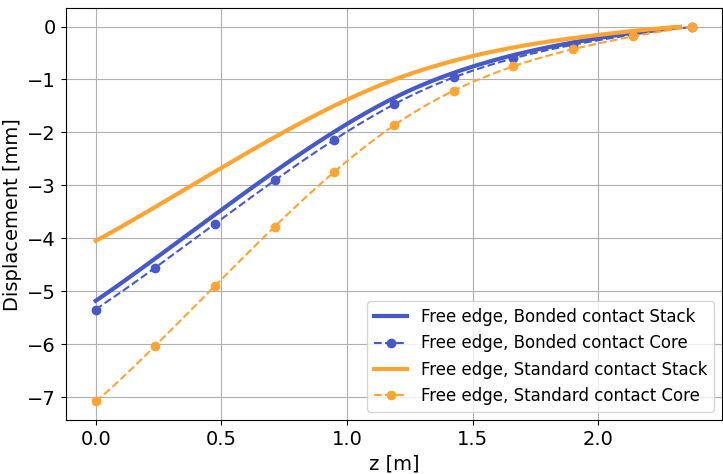 0
−1
−2
−3
−4
−5
−6
−7
Displacement [mm]
Free edge, Bonded contact Stack
Free edge, Bonded contact Core
Free edge, Standard contact Stack
Free edge, Standard contact Core
0.0 0.5 1.0 1.5 2.0
z [m]